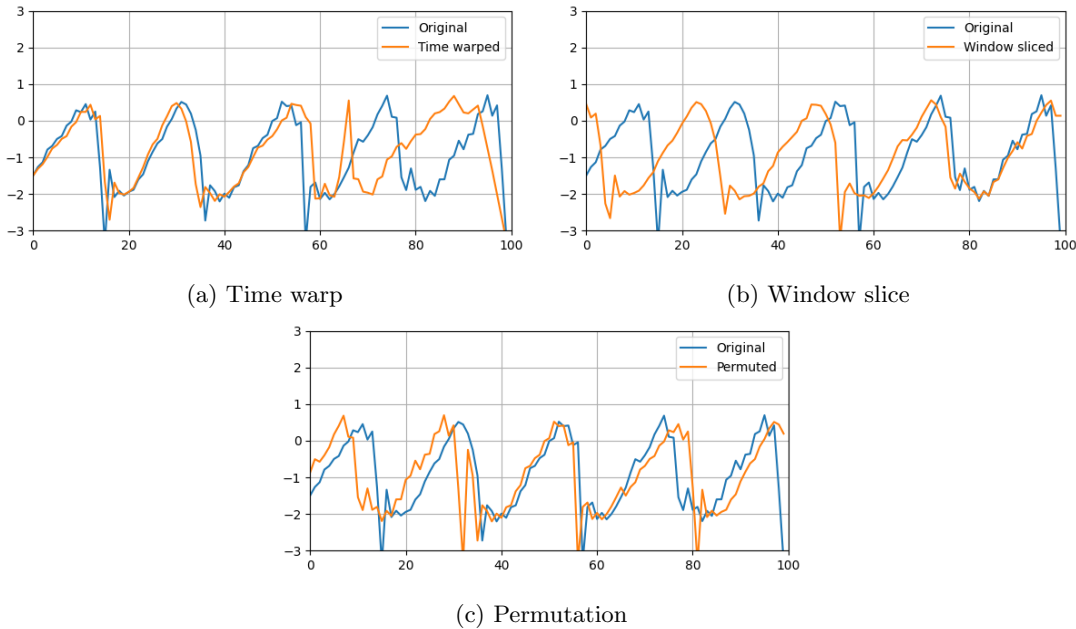 3
2
1
0
−1
−2
−3
0 20 40 60 80 100
Original
Time warped
(a) Time warp
3
2
1
0
−1
−2
−3
0 20 40 60 80 100
Original
Window sliced
(b) Window slice
3
2
1
0
−1
−2
−3
0 20 40 60 80 100
Original
Permuted
(c) Permutation